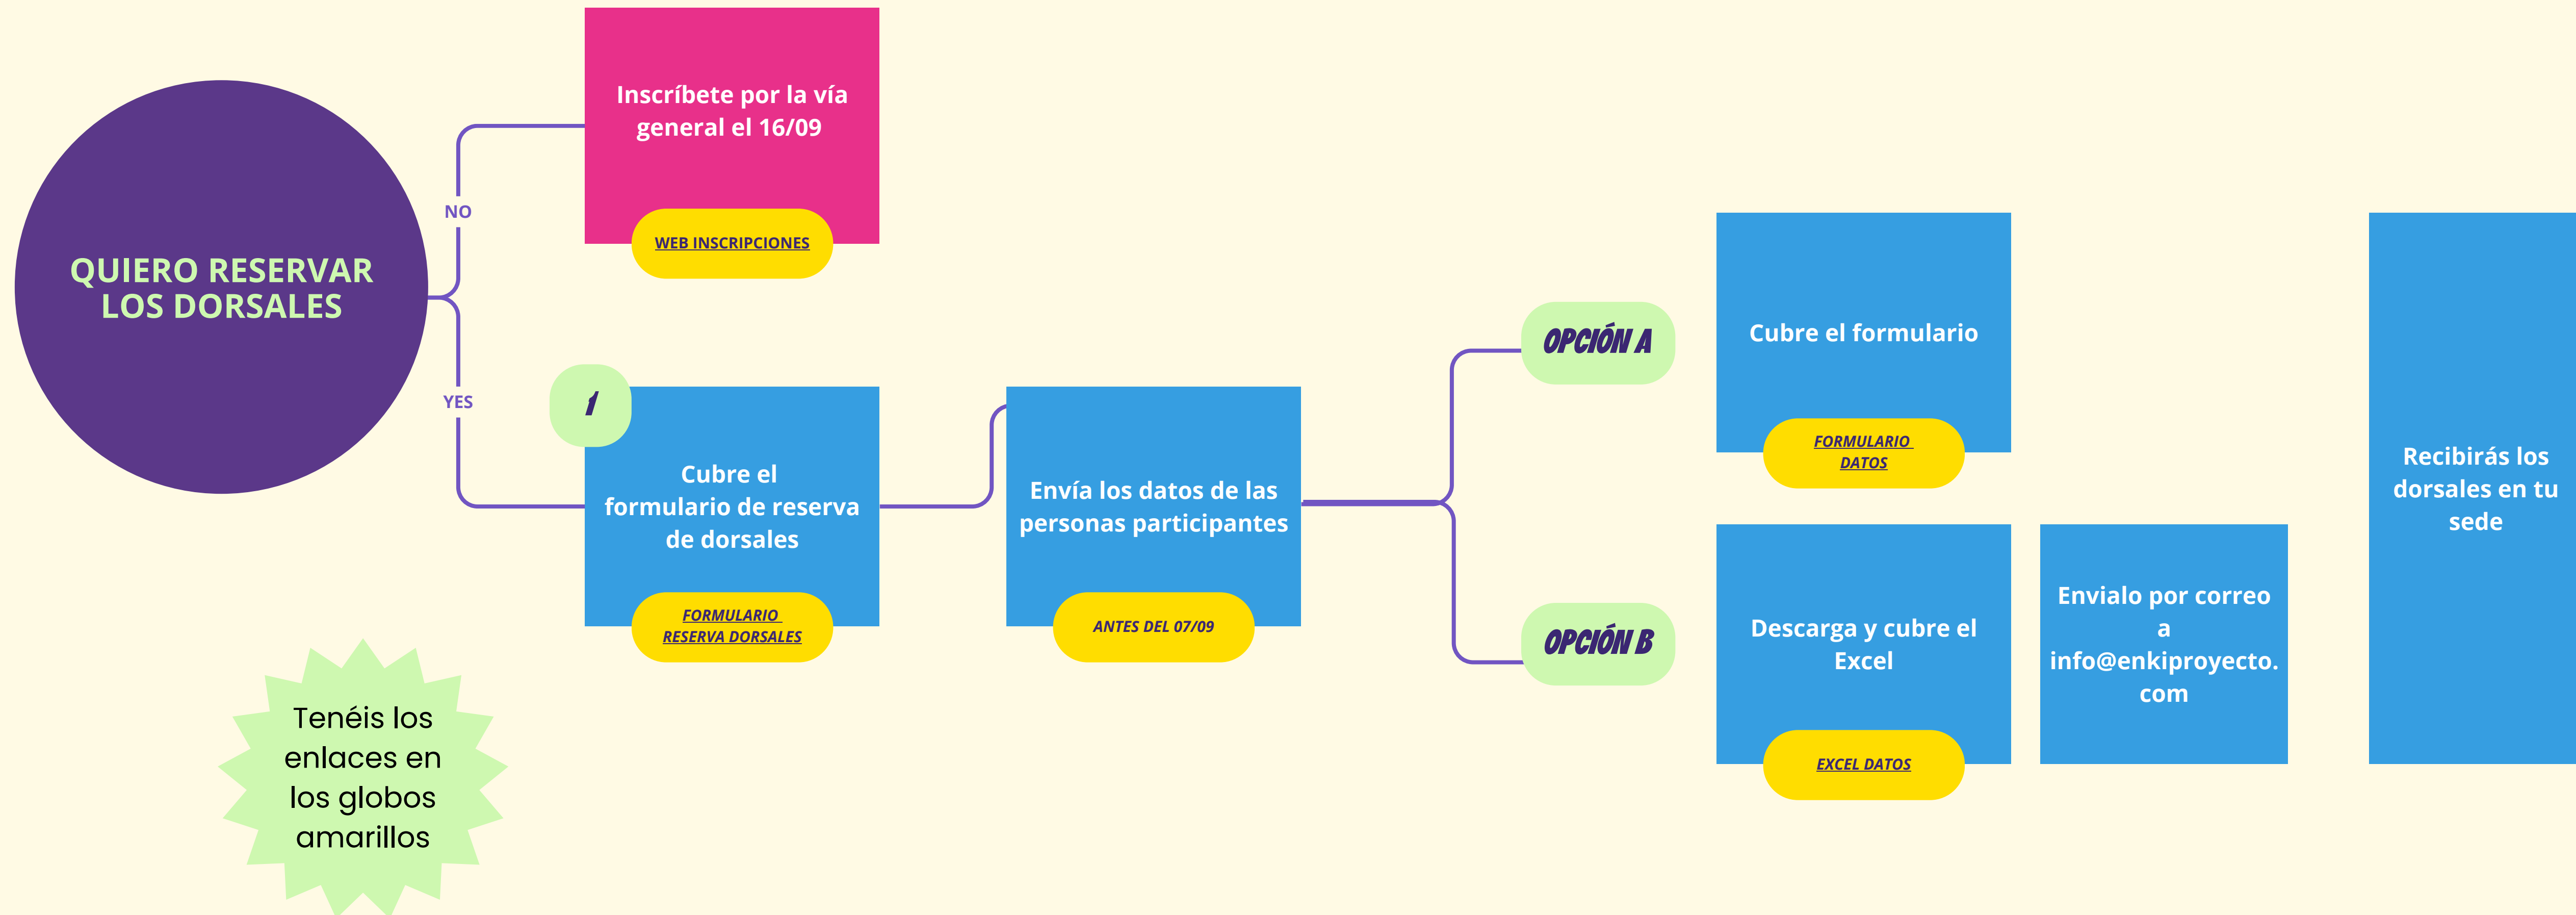 QUIERO RESERVAR
LOS DORSALES
NO
YES
Inscríbete por la vía
general el 16/09
WEB INSCRIPCIONES
1
Cubre el
formulario de reserva
de dorsales
FORMULARIO
RESERVA DORSALES
Envía los datos de las
personas participantes
ANTES DEL 07/09
OPCIÓN A
Cubre el formulario
FORMULARIO
DATOS
OPCIÓN B
Descarga y cubre el
Excel
EXCEL DATOS
Envialo por correo
a
info@enkiproyecto.
com
Recibirás los
dorsales en tu
sede
Tenéis los
enlaces en
los globos
amarillos